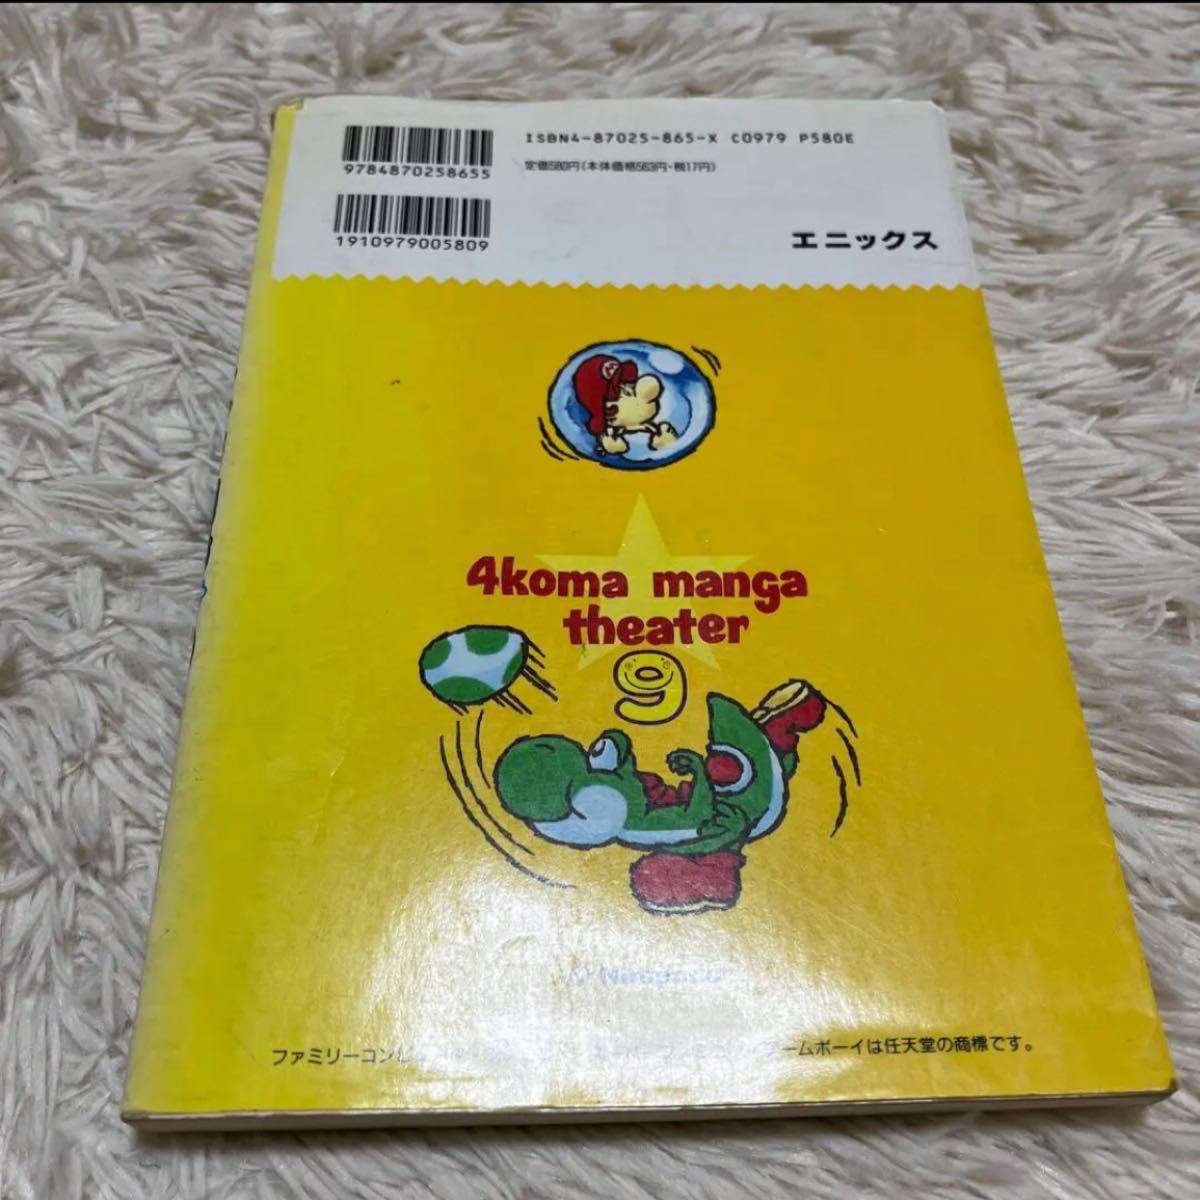 9784870258655
1910979005809
ISBN4-87025-865-X C0979 P580E
定価580円(本体価格563円・税17円)
エニックス
M
4koma manga
theater
9
Nintendo
ファミリーコン ームボーイは任天堂の商標です。